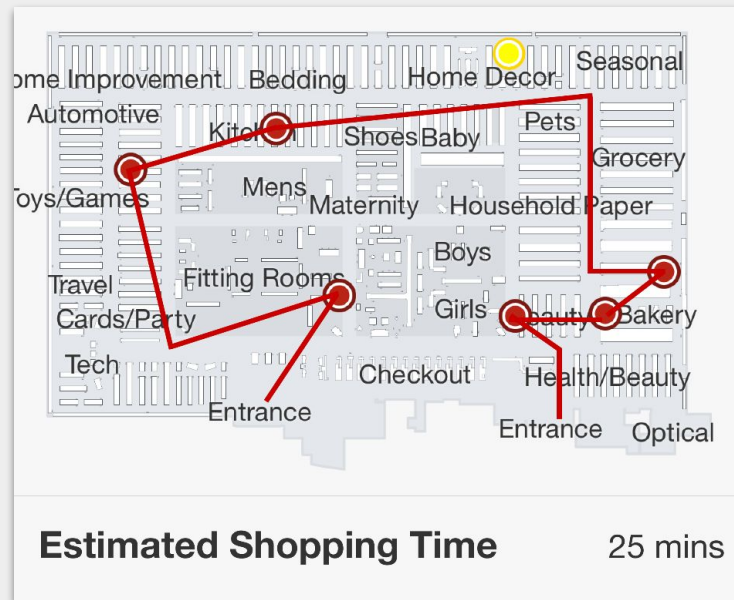 Seasonal
ome Improvement
Bedding
Home Decor
Automotive
Kitchen
Shoes
Baby
Pets
Grocery
Toys/Games
Mens
Maternity
Household Paper
Boys
Travel
Fitting Rooms
Girls
Beauty
Bakery
Cards/Party
Tech
Checkout
Health/Beauty
Entrance
Entrance
Optical
Estimated Shopping Time
25 mins